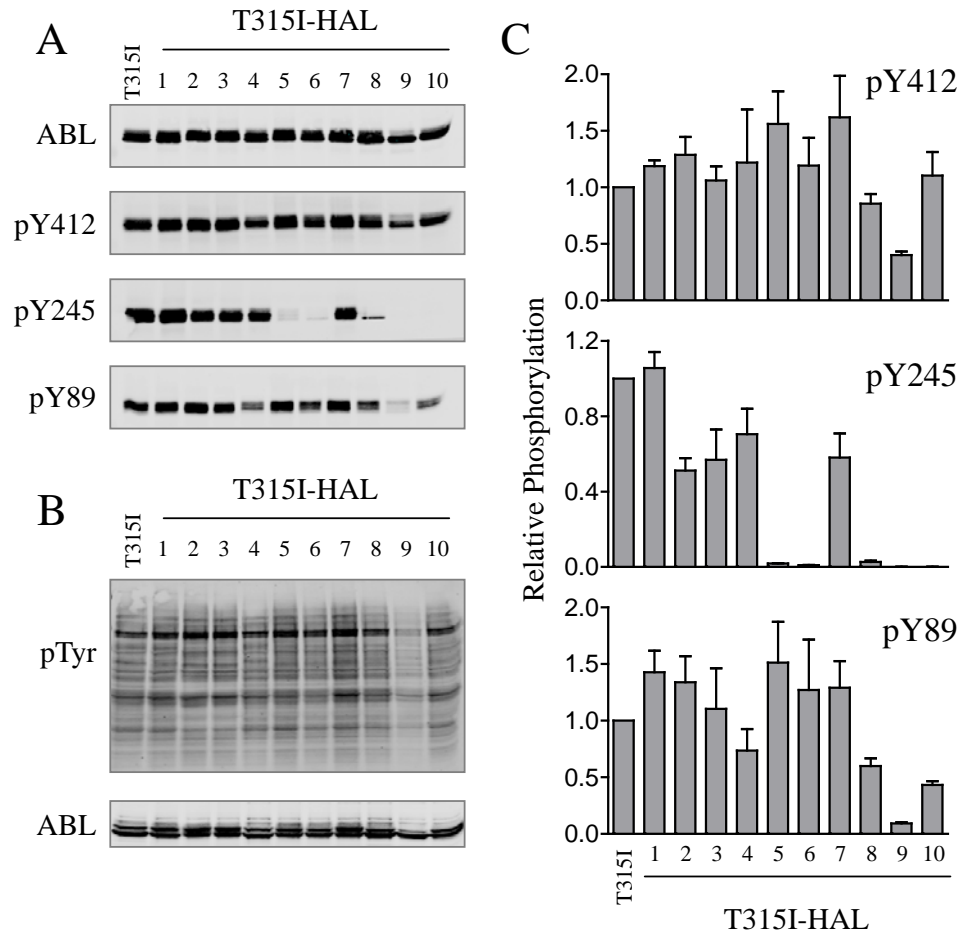 A
T315I-HAL
T315I 1 2 3 4 5 6 7 8 9 10
ABL
pY412
pY245
pY89
B
T315I-HAL
T315I 1 2 3 4 5 6 7 8 9 10
pTyr
ABL
C
Relative Phosphorylation
pY412
2.0
1.5
1.0
0.5
0.0
pY245
1.2
0.8
0.4
0.0
pY89
2.0
1.5
1.0
0.5
0.0
T315I 1 2 3 4 5 6 7 8 9 10
T315I-HAL